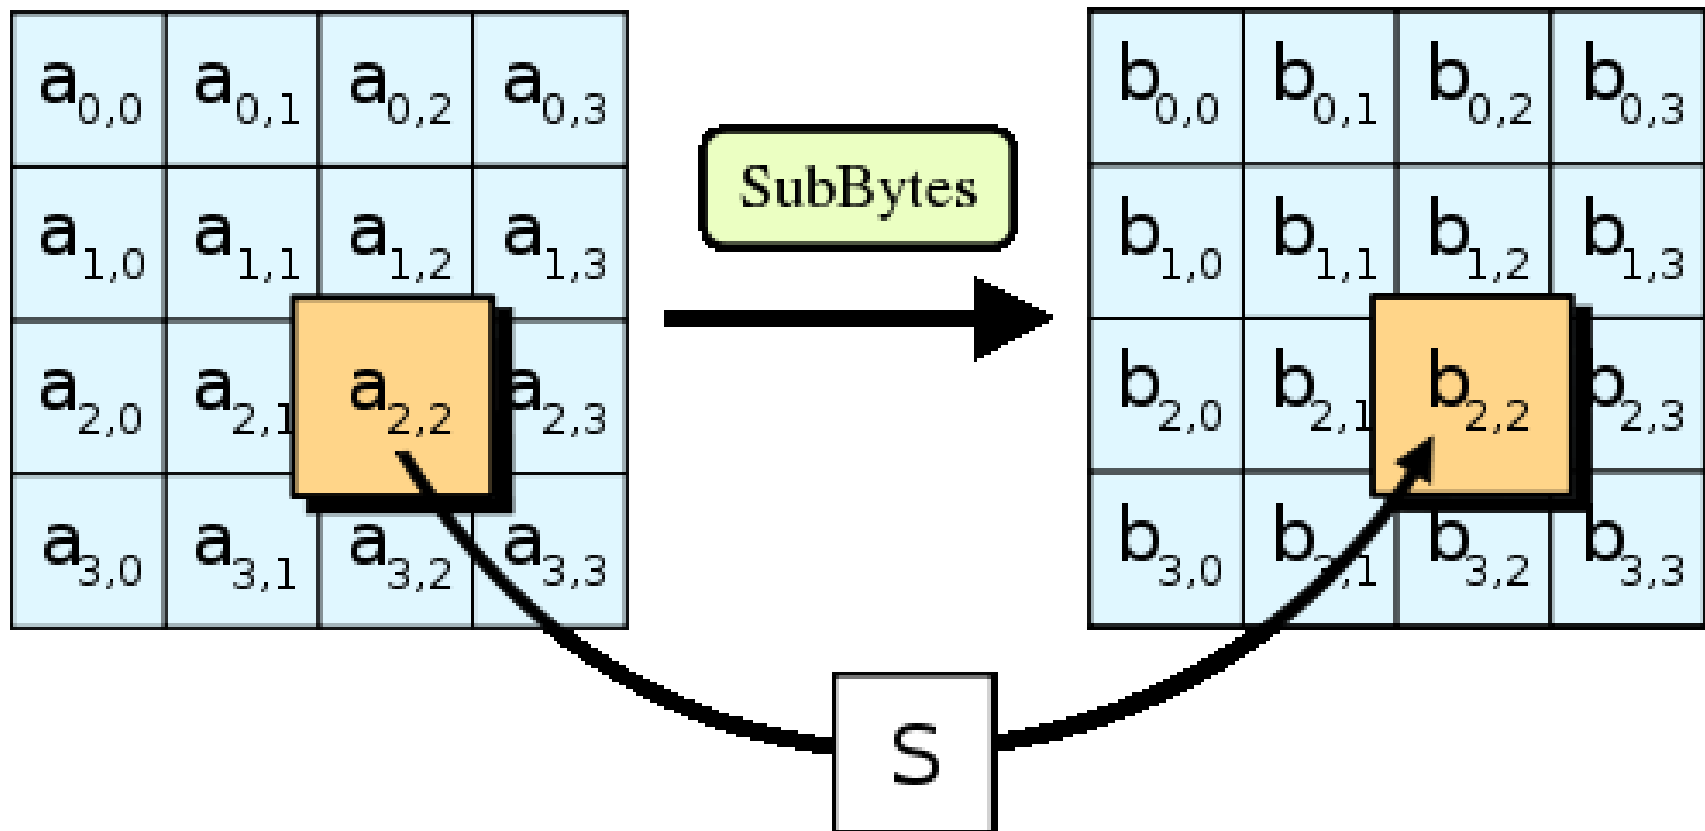 a0,0 a0,1 a0,2 a0,3
a1,0 a1,1 a1,2 a1,3
a2,0 a2,1 a2,2 a2,3
a3,0 a3,1 a3,2 a3,3
SubBytes
b0,0 b0,1 b0,2 b0,3
b1,0 b1,1 b1,2 b1,3
b2,0 b2,1 b2,2 b2,3
b3,0 b3,1 b3,2 b3,3
S